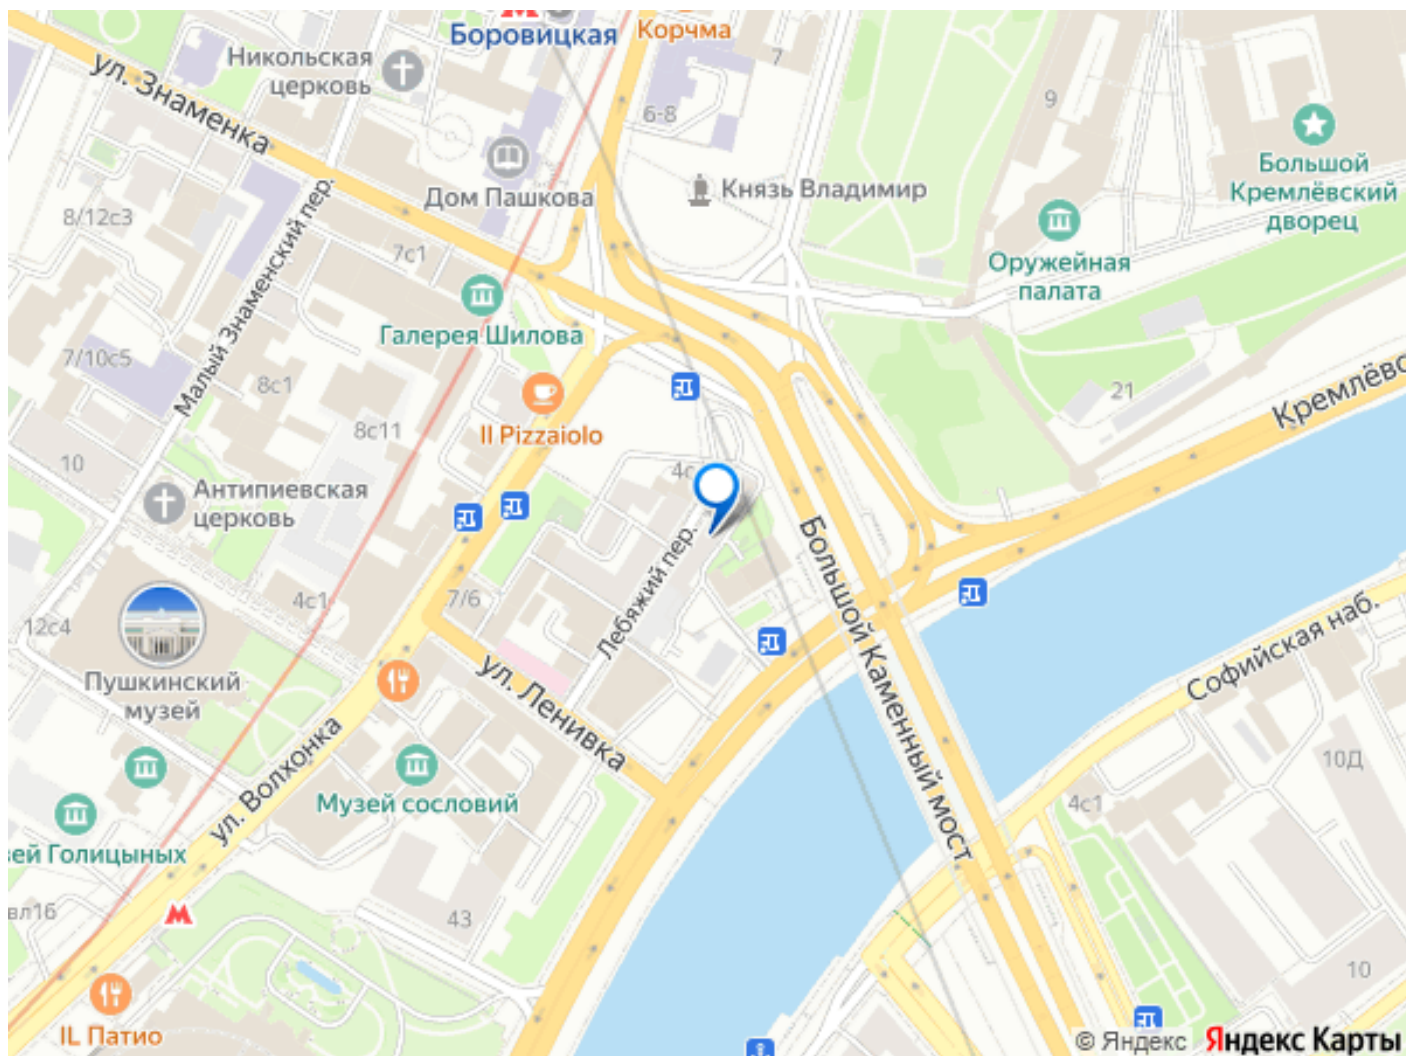 Боровицкая
Корчма
7
Никольская
церковь
9
6-8
ул. Знаменка
Большой
Кремлёвский
дворец
Дом Пашкова
Князь Владимир
8/12с3
7с1
Оружейная
палата
Малый Знаменский пер.
Галерея Шилова
7/10с5
8с1
21
Кремлёвс
8с11
Il Pizzaiolo
10
4с
Антипиевская
церковь
Большой Каменный мост
Лебяжий пер.
4с1
7/6
12с4
Софийская наб.
Пушкинский
музей
ул. Ленивка
ул. Волхонка
10Д
Музей сословий
4с1
зей Голицыных
вл16
43
10
IL Патио
© Яндекс Яндекс Карты